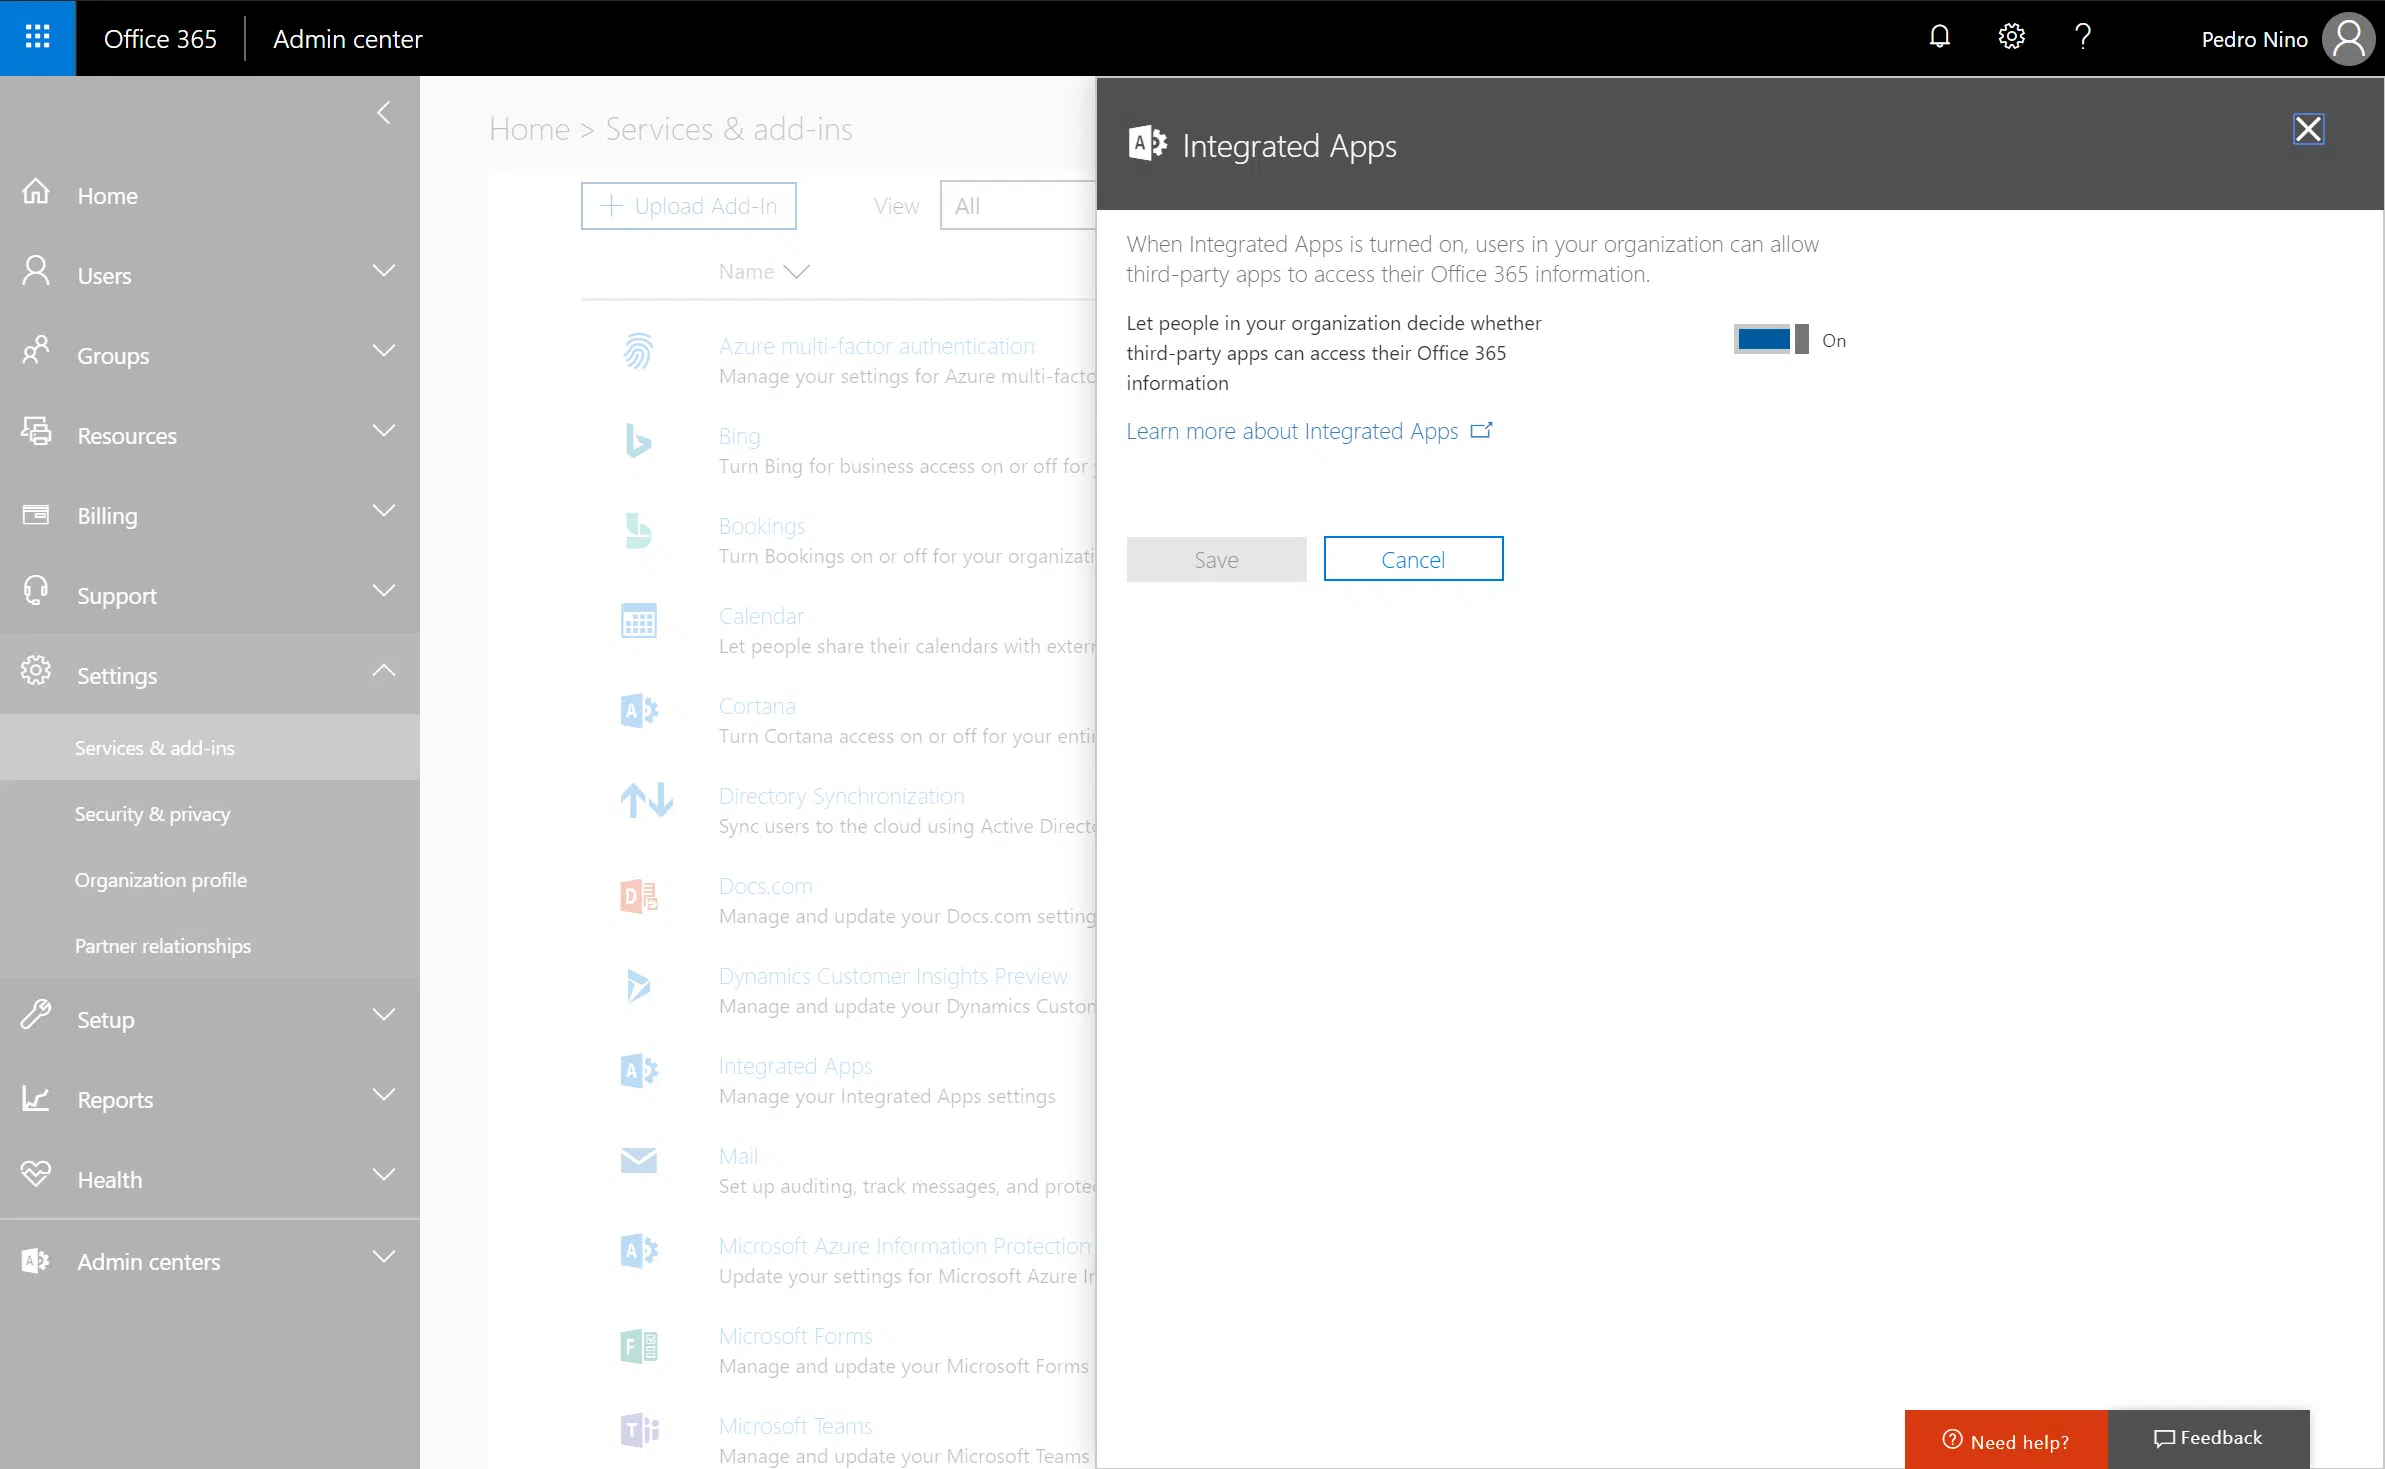 Office 365
Admin center
Pedro Nino
Home
Users
Groups
Resources
Billing
Support
Settings
Services & add-ins
Security & privacy
Organization profile
Partner relationships
Setup
Reports
Health
Admin centers
Home > Services & add-ins
Upload Add-In
View
All
Name
Azure multi-factor authentication
Manage your settings for Azure multi-facto
Bing
Turn Bing for business access on or off for
Bookings
Turn Bookings on or off for your organizati
Calendar
Let people share their calendars with extern
Cortana
Turn Cortana access on or off for your entir
Directory Synchronization
Sync users to the cloud using Active Directo
Docs.com
Manage and update your Docs.com setting
Dynamics Customer Insights Preview
Manage and update your Dynamics Custom
Integrated Apps
Manage your Integrated Apps settings
Mail
Set up auditing, track messages, and protec
Microsoft Azure Information Protection
Update your settings for Microsoft Azure In
Microsoft Forms
Manage and update your Microsoft Forms
Microsoft Teams
Manage and update your Microsoft Teams
Integrated Apps
When Integrated Apps is turned on, users in your organization can allow
third-party apps to access their Office 365 information.
Let people in your organization decide whether
third-party apps can access their Office 365
information
On
Learn more about Integrated Apps
Save
Cancel
Need help?
Feedback